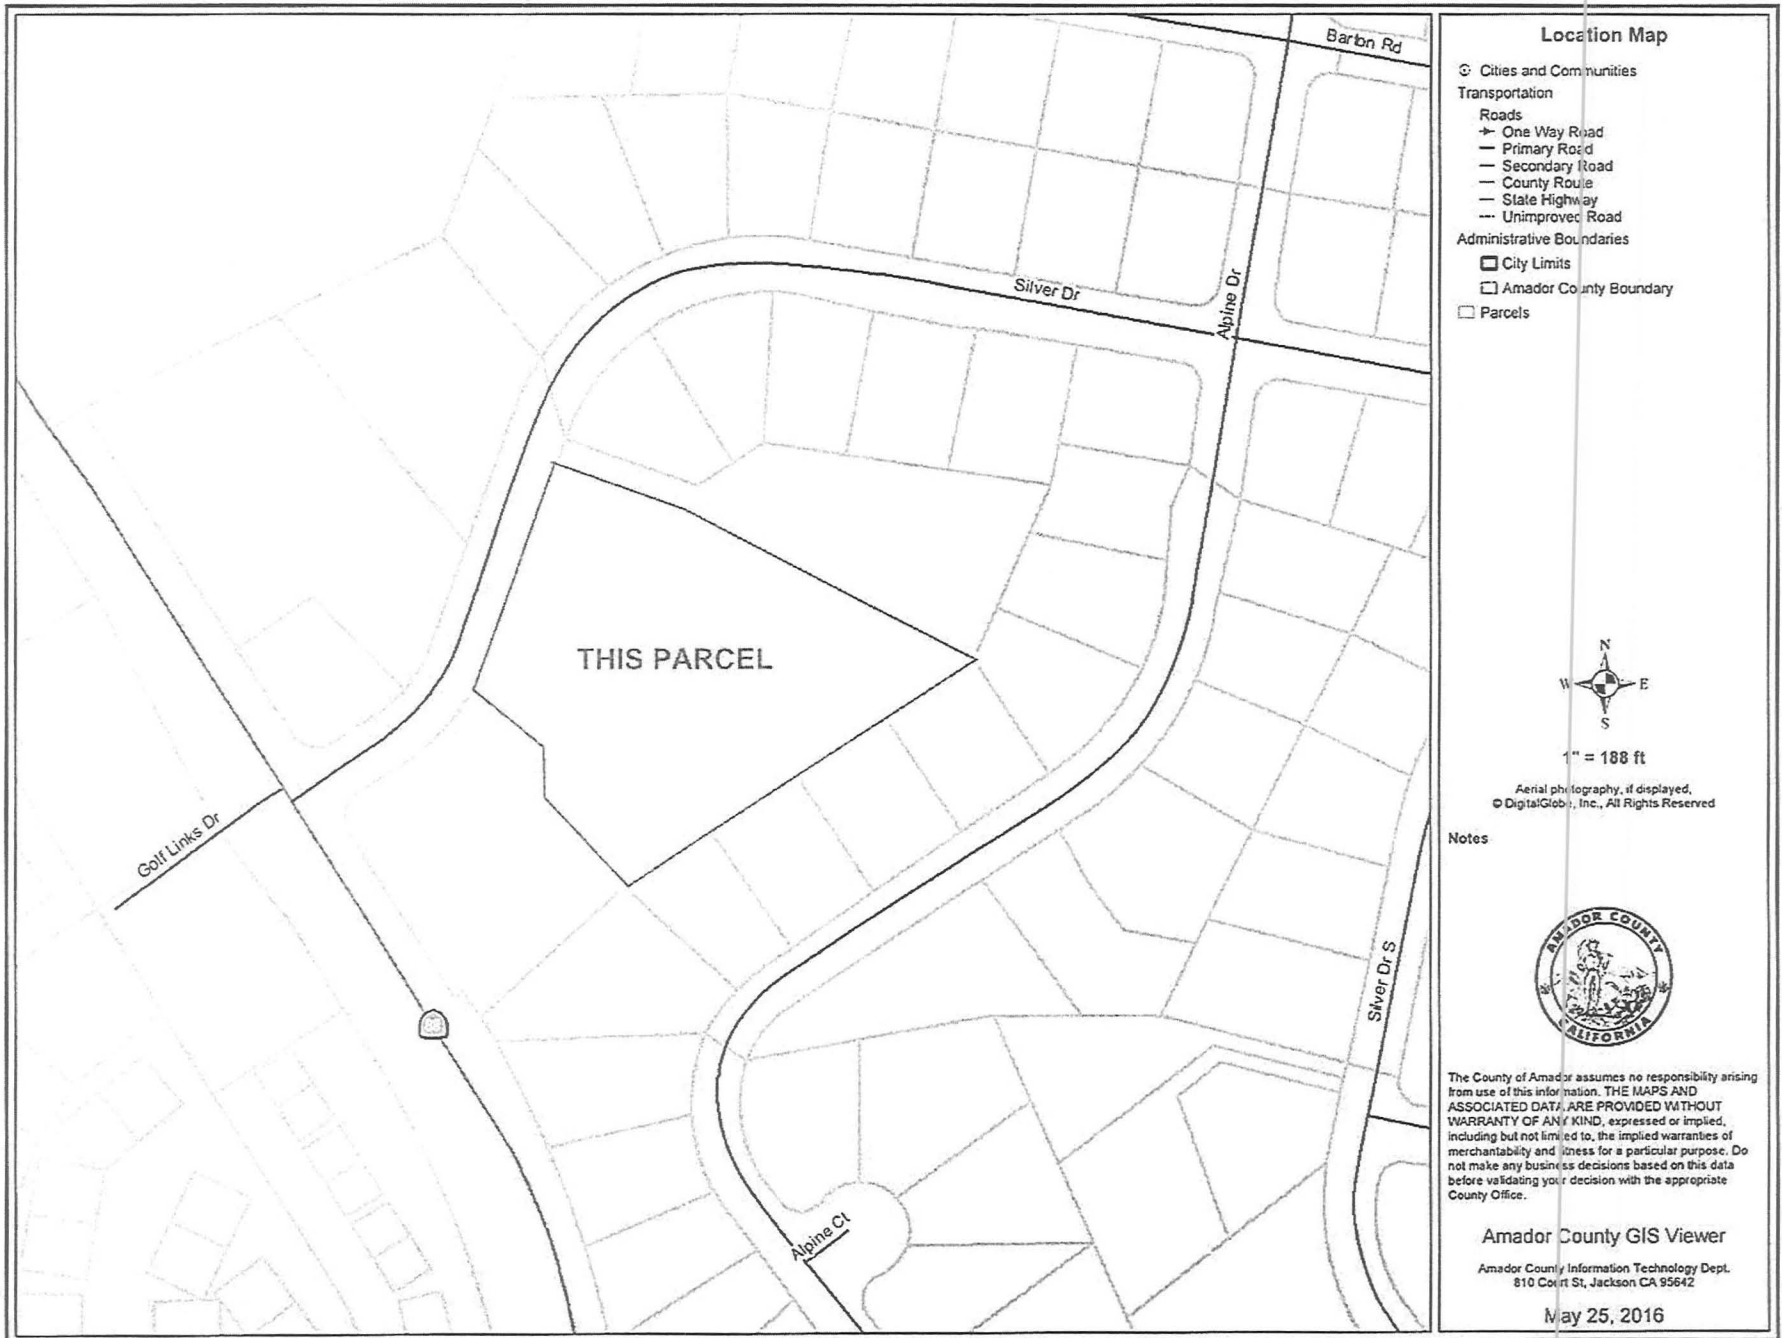 Barton Rd
Silver Dr
Alpine Dr
THIS PARCEL
Golf Links Dr
Silver Dr S
Alpine Ct
Location Map
Cities and Communities
Transportation
Roads
One Way Road
Primary Road
Secondary Road
County Route
State Highway
Unimproved Road
Administrative Boundaries
City Limits
Amador County Boundary
Parcels
N
W E
S
1" = 188 ft
Aerial photography, if displayed,
© DigitalGlobe, Inc., All Rights Reserved
Notes
AMADOR COUNTY
CALIFORNIA
The County of Amador assumes no responsibility arising
from use of this information. THE MAPS AND
ASSOCIATED DATA ARE PROVIDED WITHOUT
WARRANTY OF ANY KIND, expressed or implied,
including but not limited to, the implied warranties of
merchantability and fitness for a particular purpose. Do
not make any business decisions based on this data
before validating your decision with the appropriate
County Office.
Amador County GIS Viewer
Amador County Information Technology Dept.
810 Court St, Jackson CA 95642
May 25, 2016